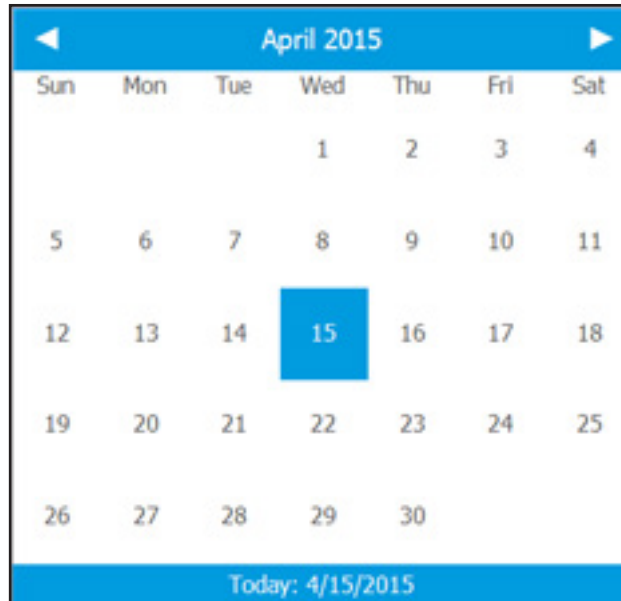 April 2015
Sun Mon Tue Wed Thu Fri Sat
1 2 3 4
5 6 7 8 9 10 11
12 13 14 15 16 17 18
19 20 21 22 23 24 25
26 27 28 29 30
Today: 4/15/2015